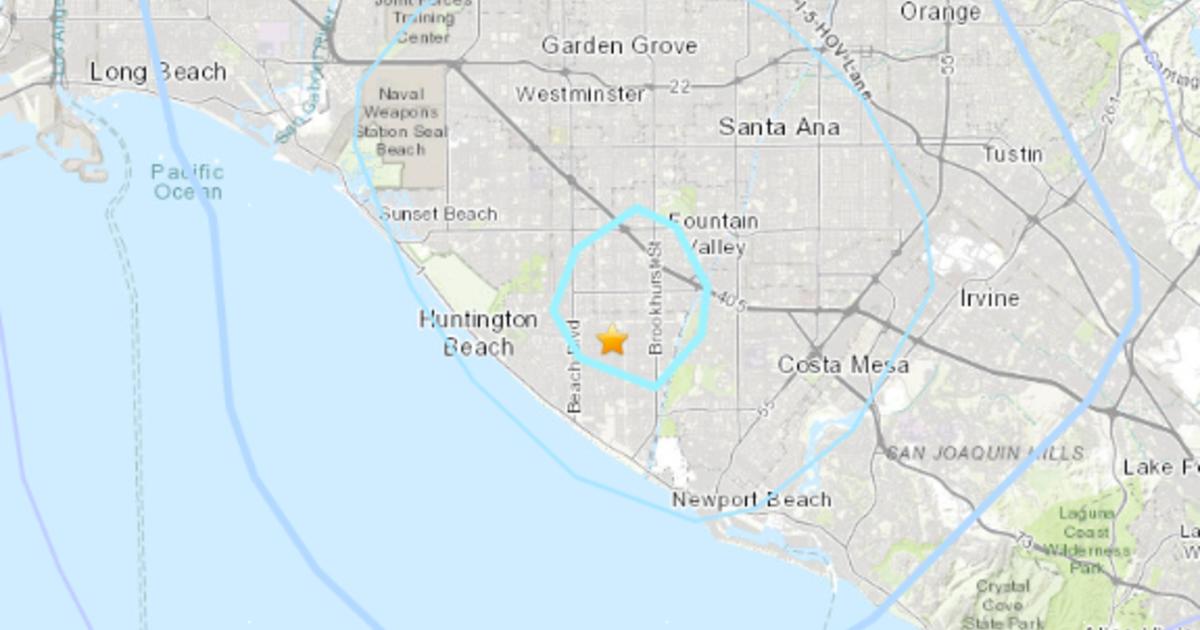 Joint Forces
Training
Center
Orange
Garden Grove
Long Beach
Los Ang
San Gabriel River
I-5-HOV Lane
55
261
Santia
Naval
Weapons
Station Seal
Beach
Westminster
22
Santa Ana
Tustin
Pacific
Ocean
Sunset Beach
Fountain
Valley
Brookhurst St
405
Irvine
Huntington
Beach
Beach Blvd
Costa Mesa
55
SAN JOAQUIN HILLS
Lake Fo
Newport Beach
Laguna
Coast
Wilderness
Park
La
W
73
Crystal
Cove
State Park